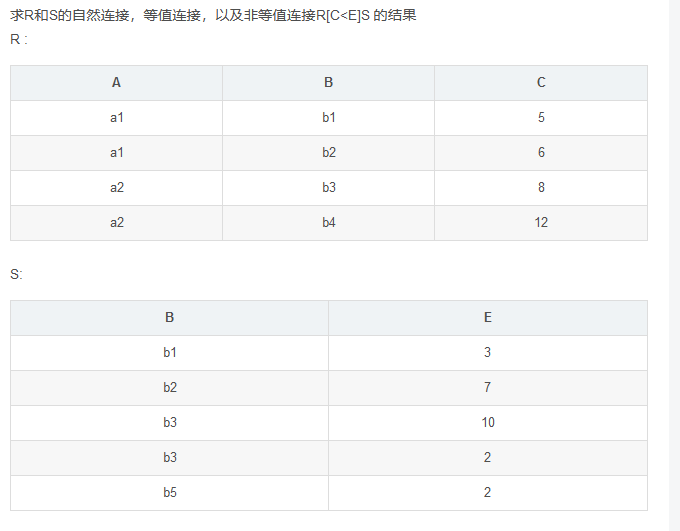 求R和S的自然连接，等值连接，以及非等值连接R[C<E]S 的结果
R :
A B C
a1 b1 5
a1 b2 6
a2 b3 8
a2 b4 12
S:
B E
b1 3
b2 7
b3 10
b3 2
b5 2